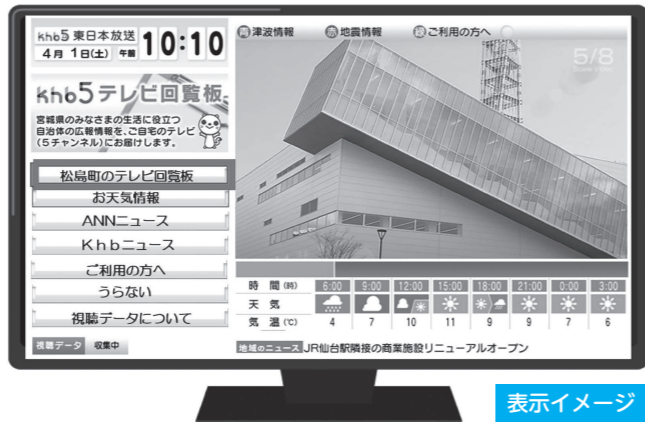 khb5 東日本放送
4月 1日(土) 午前 10:10
青 津波情報 赤 地震情報 緑 ご利用の方へ
5/8
khb5テレビ回覧板
宮城県のみなさまの生活に役立つ
自治体の広報情報を、ご自宅のテレビ
(5チャンネル)にお届けします。
松島町のテレビ回覧板
お天気情報
ANNニュース
Khbニュース
ご利用の方へ
うらない
視聴データについて
時間(時) 6:00 9:00 12:00 15:00 18:00 21:00 0:00 3:00
天気
気温(℃) 4 7 10 11 9 9 7 6
視聴データ 収集中
地域のニュース JR仙台駅隣接の商業施設リニューアルオープン
表示イメージ